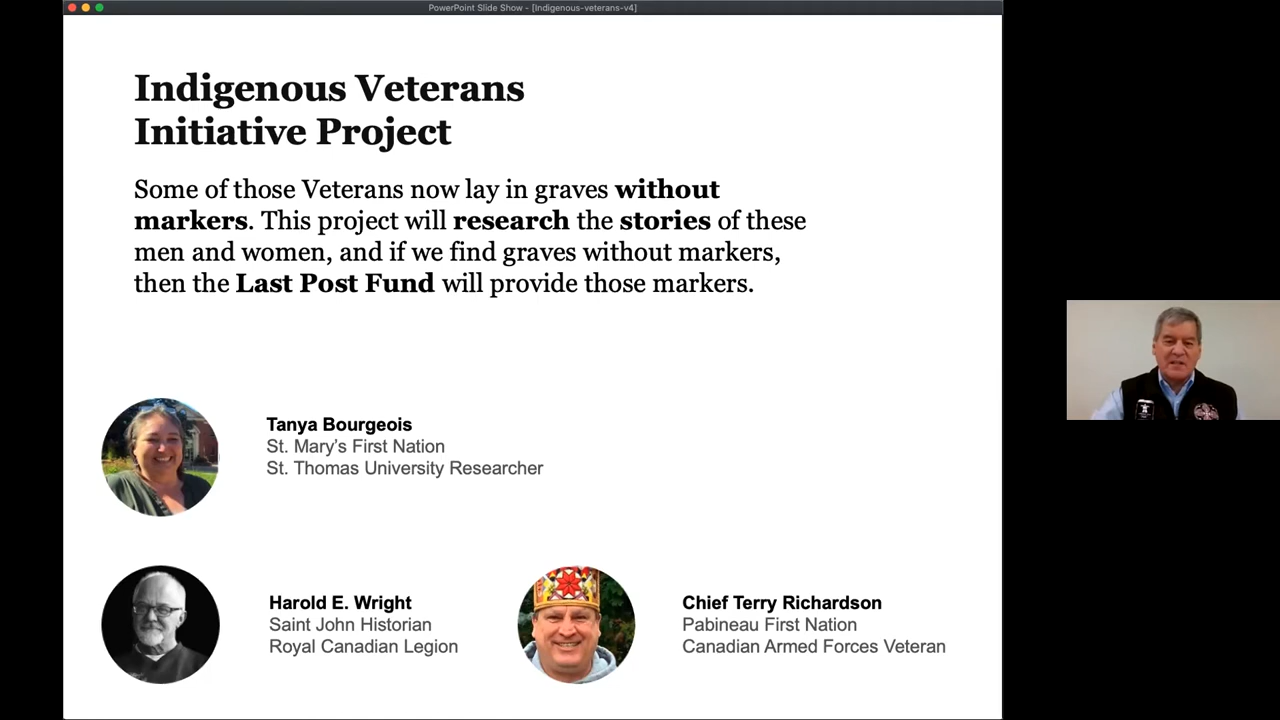 PowerPoint Slide Show - [Indigenous-veterans-v4]
Indigenous Veterans
Initiative Project
Some of those Veterans now lay in graves without
markers. This project will research the stories of these
men and women, and if we find graves without markers,
then the Last Post Fund will provide those markers.
Tanya Bourgeois
St. Mary's First Nation
St. Thomas University Researcher
Harold E. Wright
Saint John Historian
Royal Canadian Legion
Chief Terry Richardson
Pabineau First Nation
Canadian Armed Forces Veteran